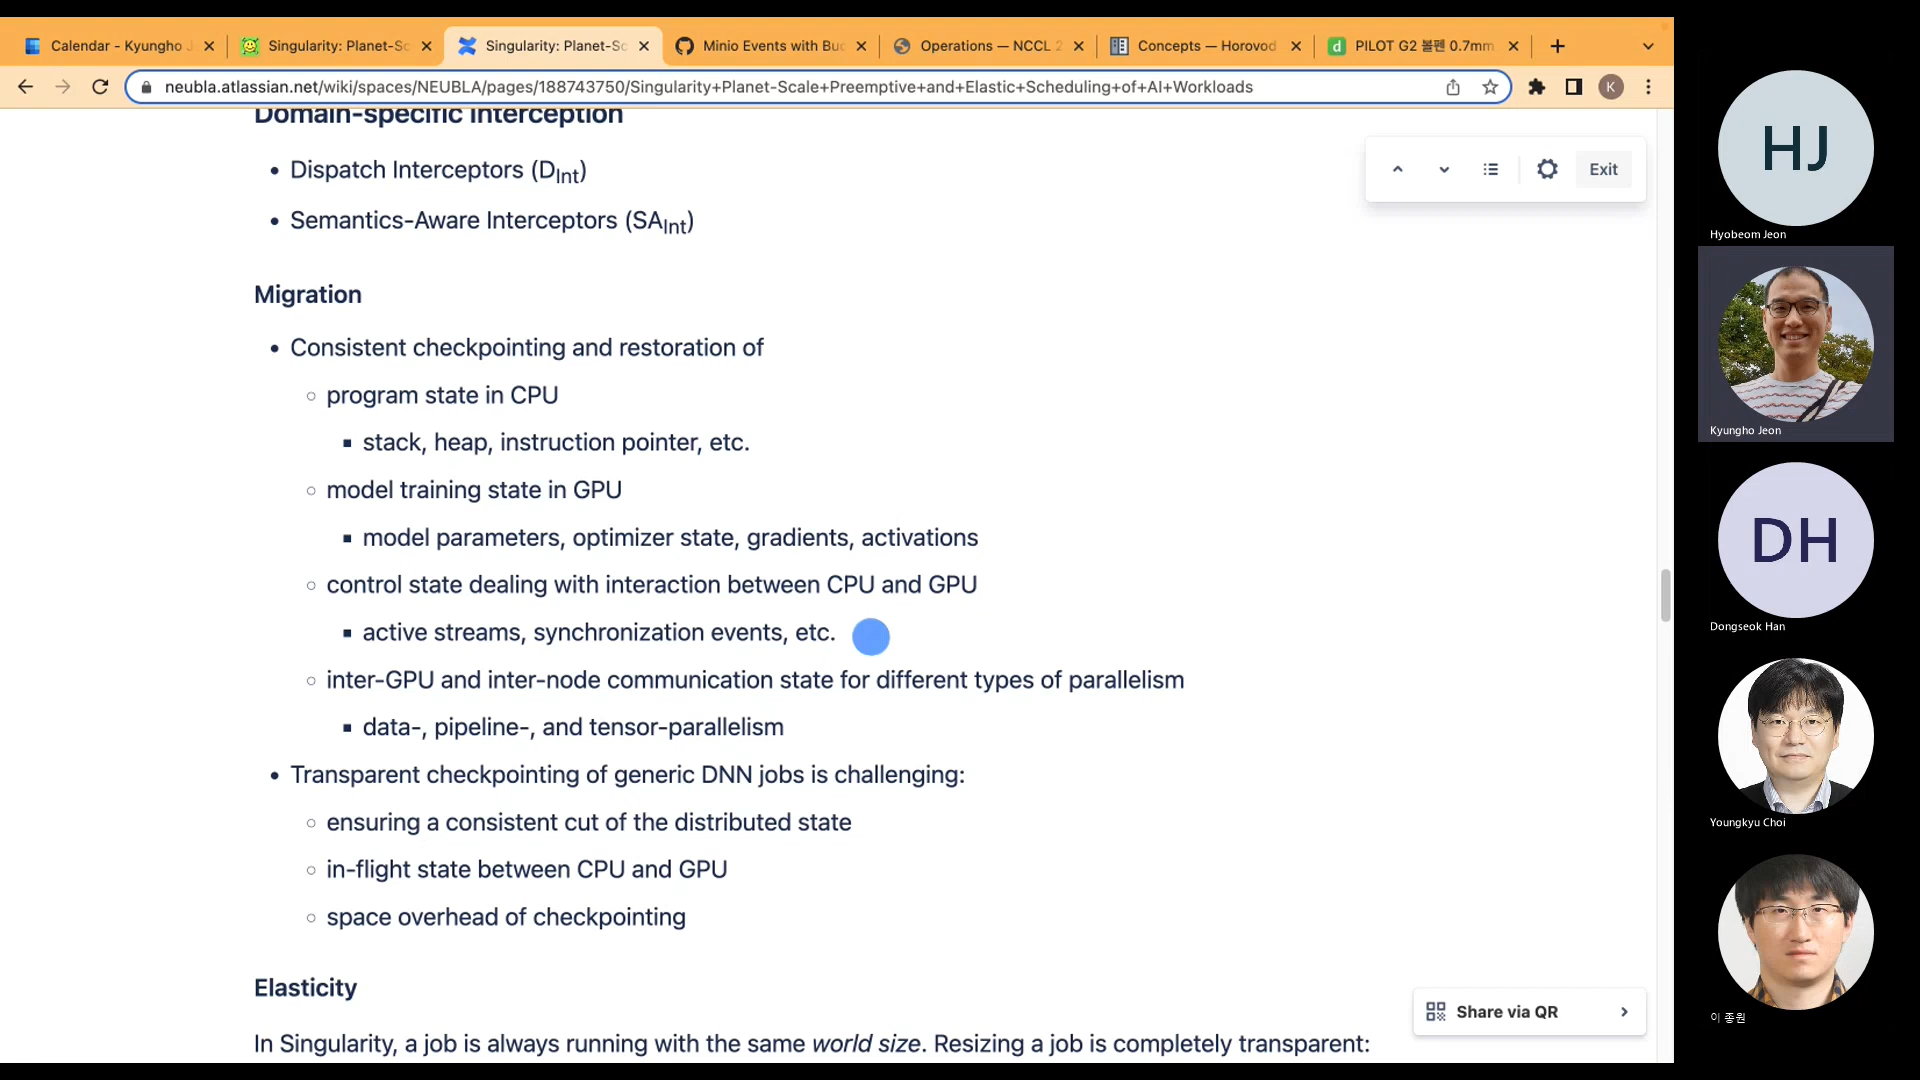 Calendar - Kyungho J
Singularity: Planet-Sc
Singularity: Planet-Sc
Minio Events with Buc
Operations — NCCL 2
Concepts — Horovod
PILOT G2 볼펜 0.7mm
neubla.atlassian.net/wiki/spaces/NEUBLA/pages/188743750/Singularity+Planet-Scale+Preemptive+and+Elastic+Scheduling+of+AI+Workloads
K
Domain-specific interception
• Dispatch Interceptors (DInt)
• Semantics-Aware Interceptors (SAInt)
Exit
Migration
• Consistent checkpointing and restoration of
◦ program state in CPU
▪ stack, heap, instruction pointer, etc.
◦ model training state in GPU
▪ model parameters, optimizer state, gradients, activations
◦ control state dealing with interaction between CPU and GPU
▪ active streams, synchronization events, etc.
◦ inter-GPU and inter-node communication state for different types of parallelism
▪ data-, pipeline-, and tensor-parallelism
• Transparent checkpointing of generic DNN jobs is challenging:
◦ ensuring a consistent cut of the distributed state
◦ in-flight state between CPU and GPU
◦ space overhead of checkpointing
Elasticity
Share via QR
In Singularity, a job is always running with the same world size. Resizing a job is completely transparent:
HJ
Hyobeom Jeon
Kyungho Jeon
DH
Dongseok Han
Youngkyu Choi
이 종원